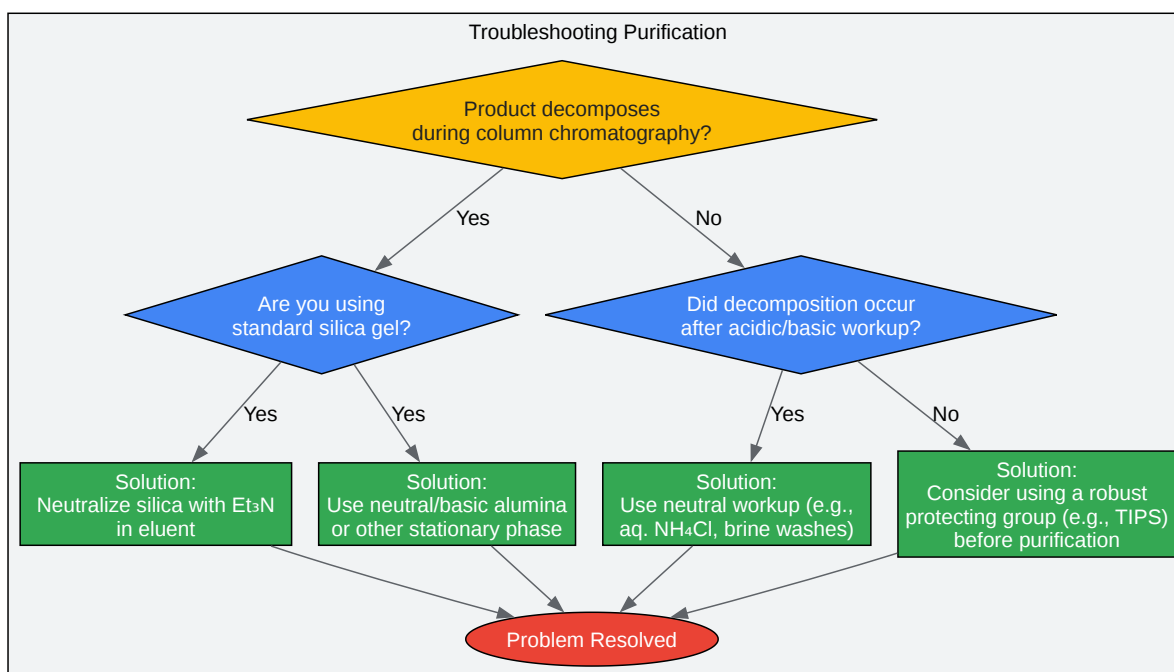 Troubleshooting Purification
Product decomposes
during column chromatography?
Yes
No
Are you using
standard silica gel?
Did decomposition occur
after acidic/basic workup?
Yes
Yes
Yes
No
Solution:
Neutralize silica with Et₃N
in eluent
Solution:
Use neutral/basic alumina
or other stationary phase
Solution:
Use neutral workup (e.g.,
aq. NH₄Cl, brine washes)
Solution:
Consider using a robust
protecting group (e.g., TIPS)
before purification
Problem Resolved